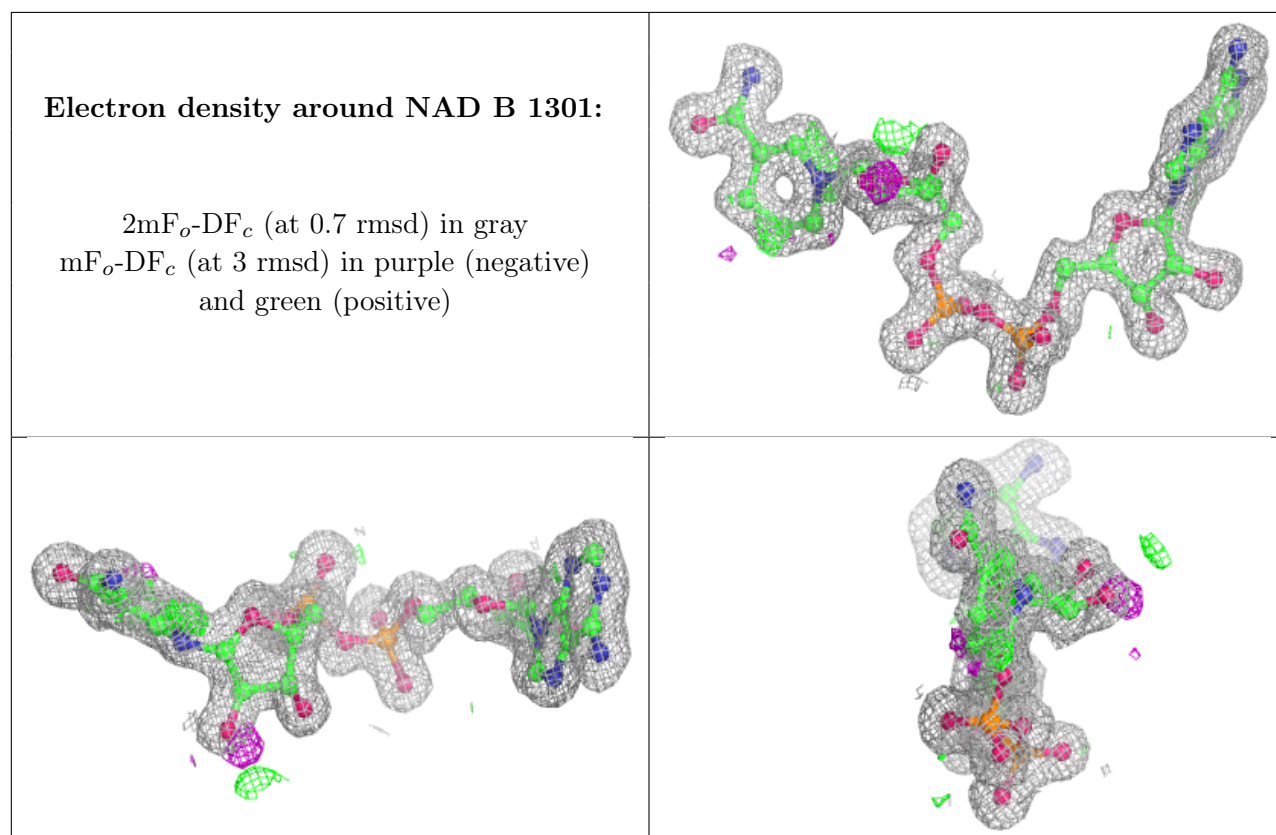 Electron density around NAD B 1301:
2mFₒ-DF𝒸 (at 0.7 rmsd) in gray
mFₒ-DF𝒸 (at 3 rmsd) in purple (negative)
and green (positive)